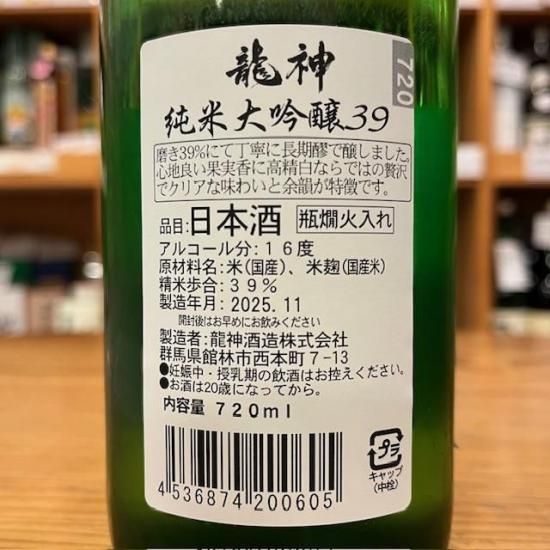 龍神
720
純米大吟醸39
磨き39%にて丁寧に長期醪で醸しました。
心地良い果実香に高精白ならではの贅沢
でクリアな味わいと余韻が特徴です。
品目:日本酒 瓶燗火入れ
アルコール分:16度
原材料名:米(国産)、米麹(国産米)
精米歩合:39%
製造年月:2025.11
開封後はお早めにお飲みください
製造者:龍神酒造株式会社
群馬県館林市西本町7-13
●妊娠中・授乳期の飲酒はお控えください。
●お酒は20歳になってから。
内容量 720ml
4 536874 200605
プラ
キャップ
(中栓)